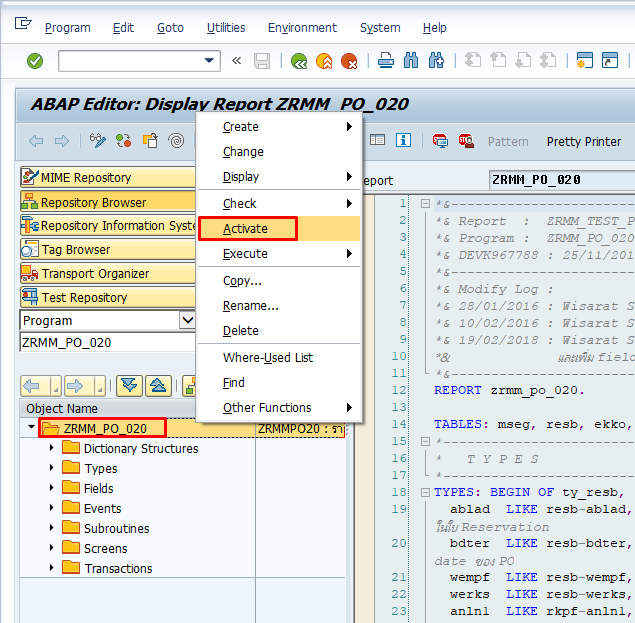 Program Edit Goto Utilities Environment System Help
ABAP Editor: Display Report ZRMM_PO_020
Pattern Pretty Printer
MIME Repository
Repository Browser
Repository Information Syste
Tag Browser
Transport Organizer
Test Repository
Program
ZRMM_PO_020
Object Name
ZRMM_PO_020 ZRMMPO20 : รา
Dictionary Structures
Types
Fields
Events
Subroutines
Screens
Transactions
Create
Change
Display
Check
Activate
Execute
Copy...
Rename...
Delete
Where-Used List
Find
Other Functions
eport ZRMM_PO_020
1 *&----------------------------
2 *& Report : ZRMM_TEST_P
3 *& Program : ZRMM_PO_020
4 *& DEVK967788 : 25/11/201
5 *&----------------------------
6 *& Modify Log :
7 *& 28/01/2016 : Wisarat S
8 *& 10/02/2016 : Wisarat S
9 *& 19/02/2018 : Wisarat S
10 *& และเพิ่ม field
11 *&----------------------------
12 REPORT zrmm_po_020.
13
14 TABLES: mseg, resb, ekko,
15 *----------------------------
16 * T Y P E S
17 *----------------------------
18 TYPES: BEGIN OF ty_resb,
19 ablad LIKE resb-ablad,
ในใบ Reservation
20 bdter LIKE resb-bdter,
date ของ PO
21 wempf LIKE resb-wempf,
22 werks LIKE resb-werks,
23 anln1 LIKE rkpf-anln1,